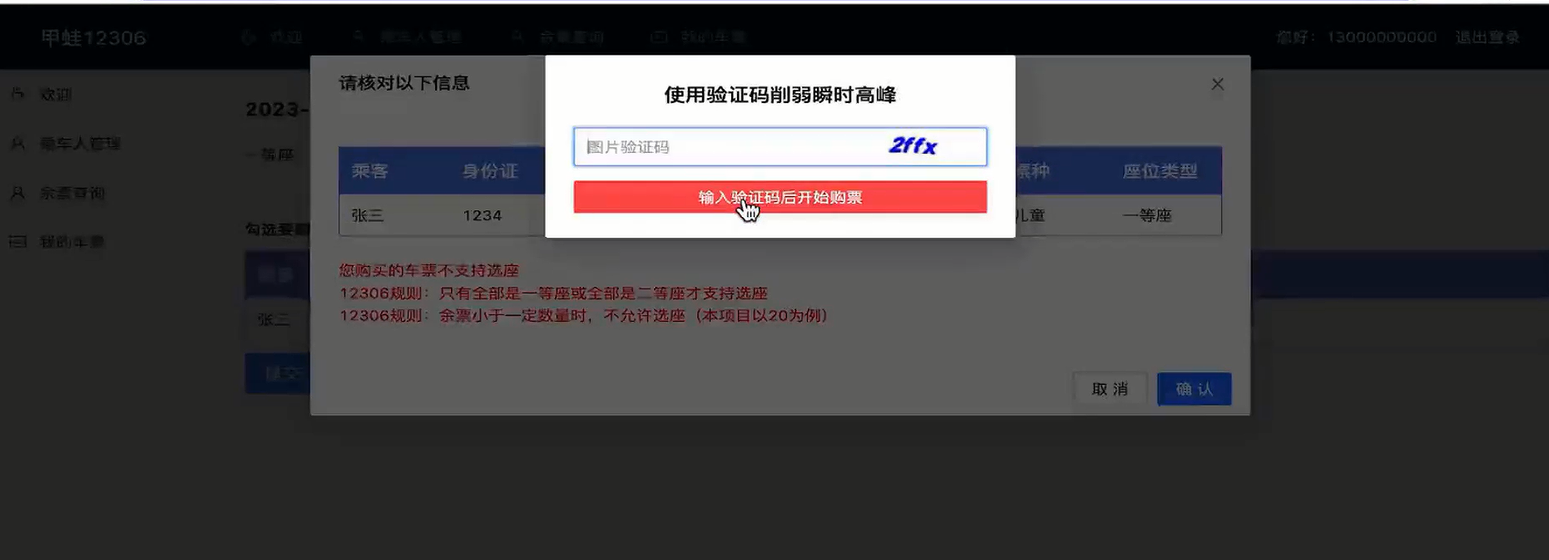 甲蛙12306 欢迎 乘车人管理 余票查询 我的车票 您好：13000000000 退出登录
欢迎
乘车人管理
余票查询
我的车票
2023-
一等座
请核对以下信息
乘客 身份证 票种 座位类型
张三 1234 儿童 一等座
使用验证码削弱瞬时高峰
图片验证码 2ffx
输入验证码后开始购票
您购买的车票不支持选座
12306规则：只有全部是一等座或全部是二等座才支持选座
12306规则：余票小于一定数量时，不允许选座（本项目以20为例）
取消 确认
勾选要
张三
提交